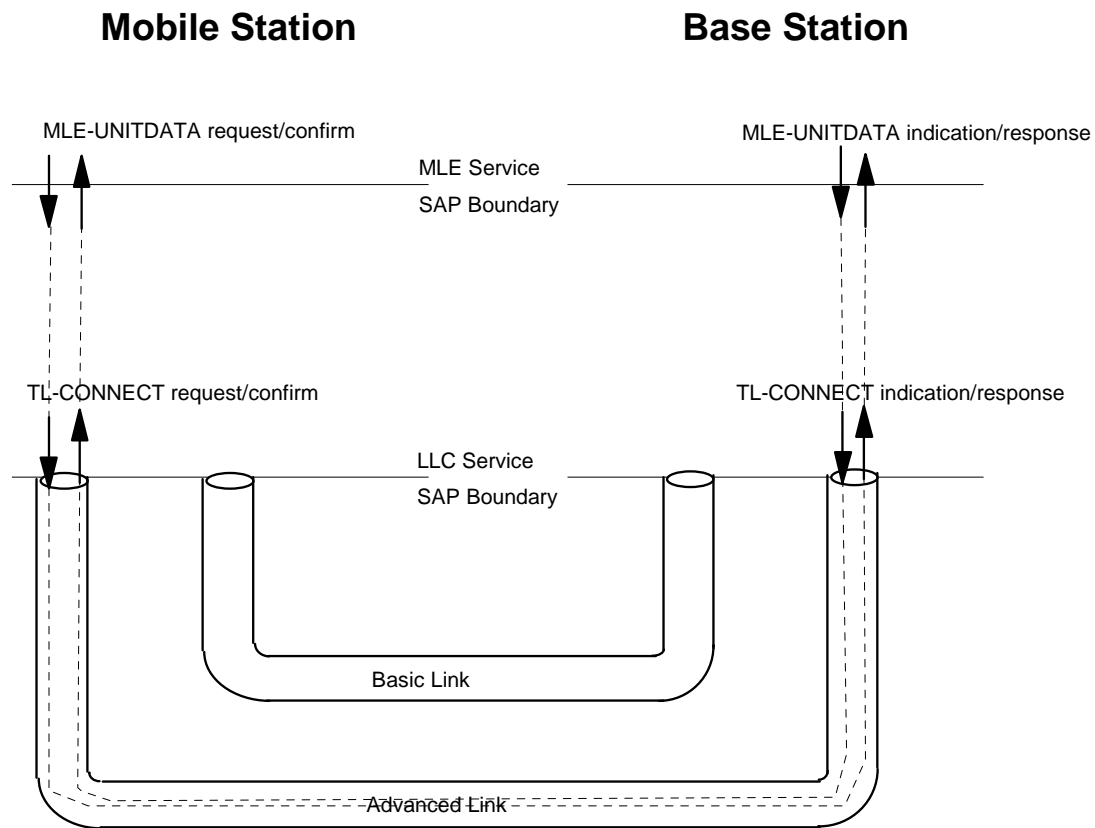 Mobile Station
Base Station
MLE-UNITDATA request/confirm
MLE-UNITDATA indication/response
MLE Service
SAP Boundary
TL-CONNECT request/confirm
TL-CONNECT indication/response
LLC Service
SAP Boundary
Basic Link
Advanced Link